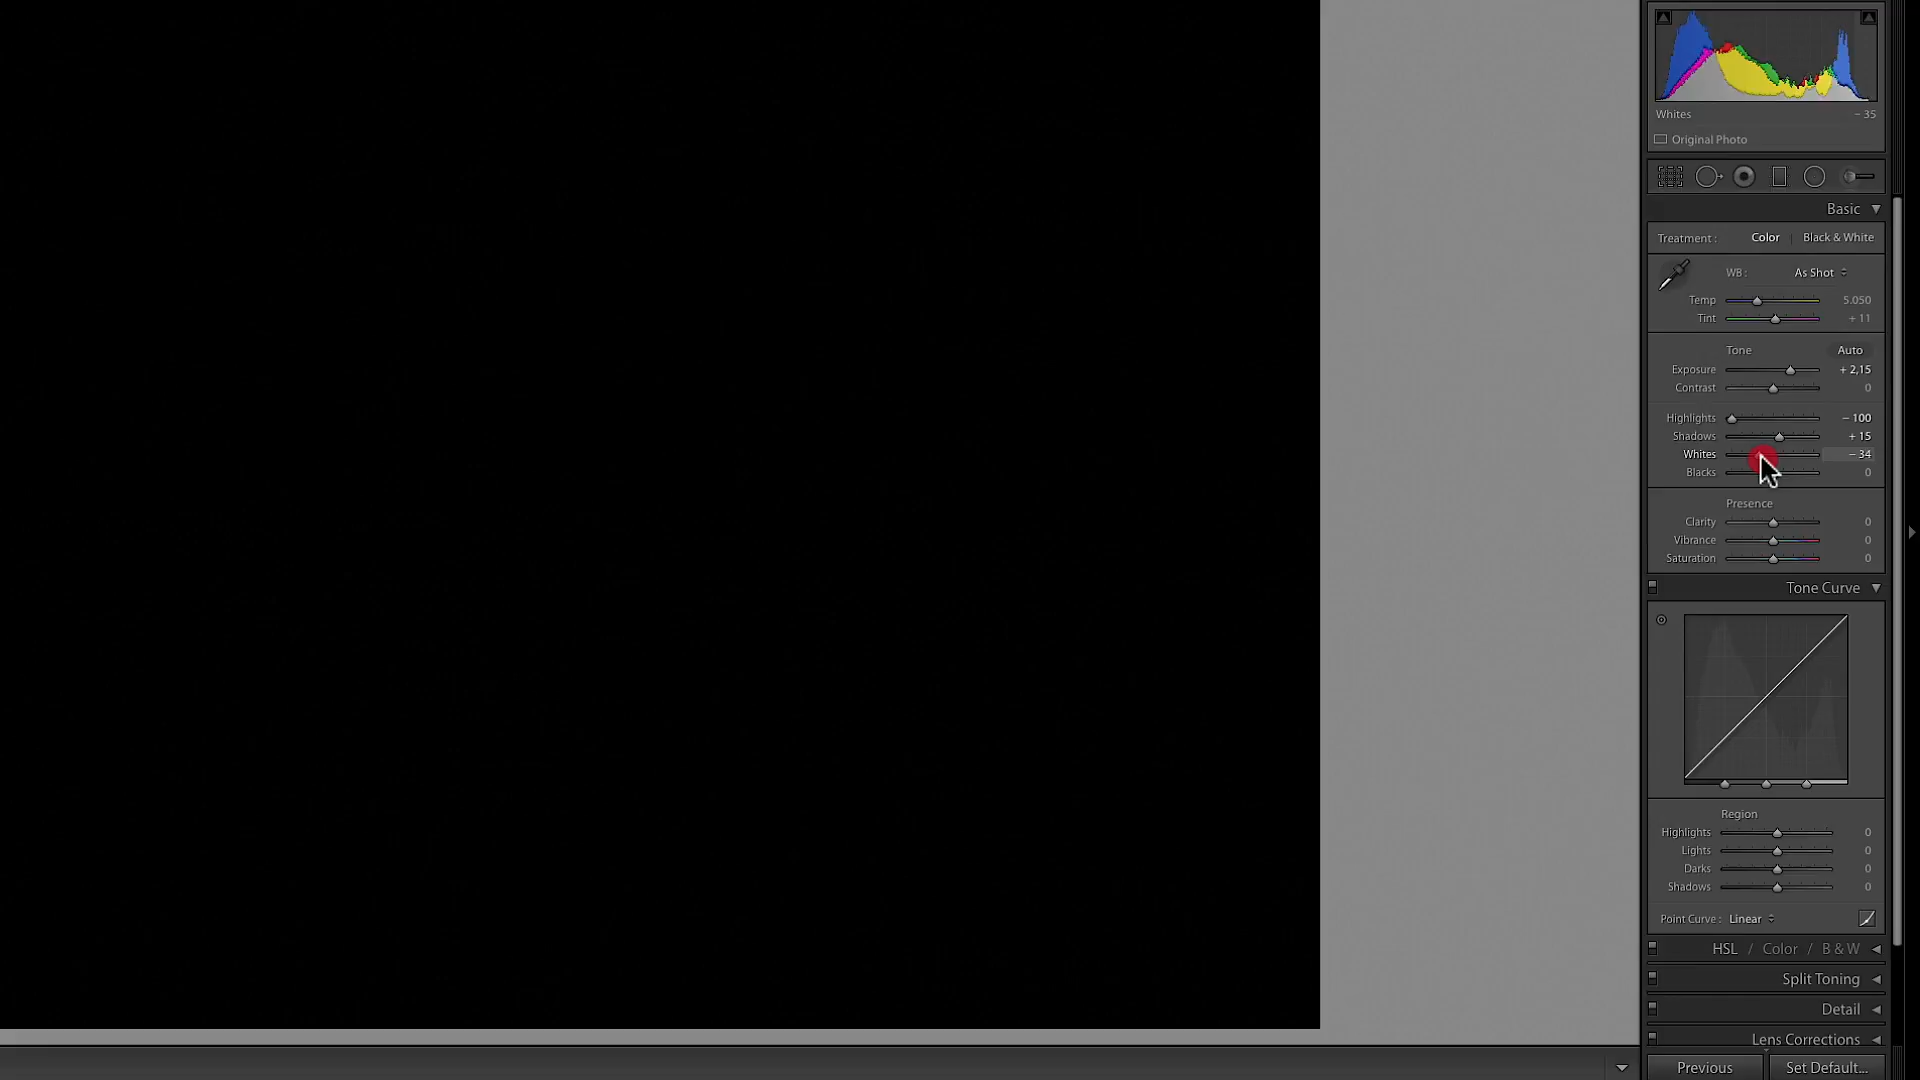 Whites − 35
Original Photo
Basic
Treatment : Color Black & White
WB : As Shot
Temp 5.050
Tint + 11
Tone Auto
Exposure + 2,15
Contrast 0
Highlights − 100
Shadows + 15
Whites − 34
Blacks 0
Presence
Clarity 0
Vibrance 0
Saturation 0
Tone Curve
Region
Highlights 0
Lights 0
Darks 0
Shadows 0
Point Curve : Linear
HSL / Color / B & W
Split Toning
Detail
Lens Corrections
Previous Set Default...